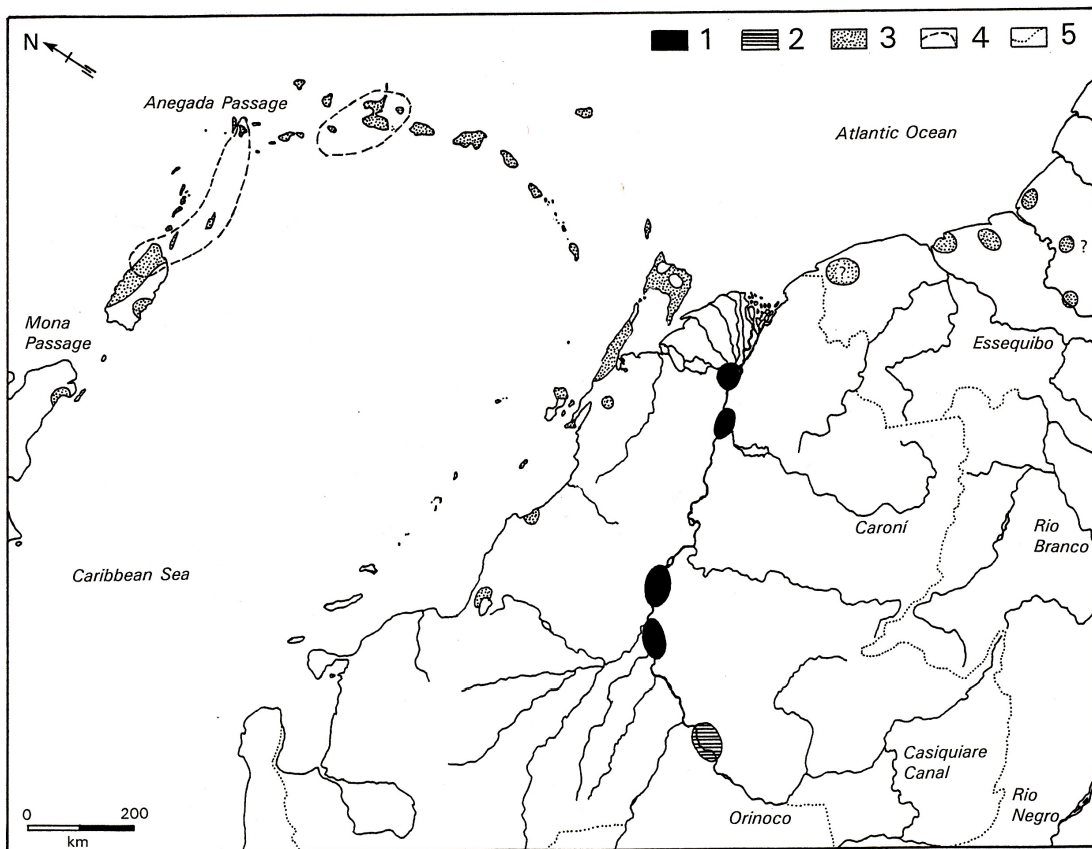 N
1 2 3 4 5
Anegada Passage
Atlantic Ocean
?
?
Mona
Passage
Essequibo
Caroní
Rio
Branco
Caribbean Sea
Casiquiare
Canal
Rio
Negro
Orinoco
0 200
km